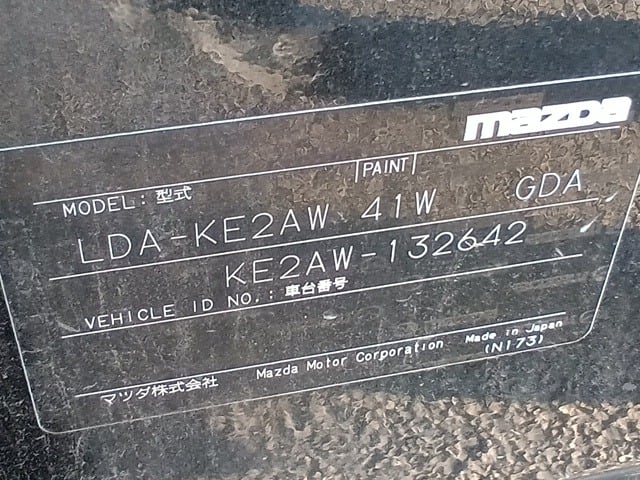 mazda
MODEL: 型式 PAINT
LDA-KE2AW 41W GDA
KE2AW-132642
VEHICLE ID NO.: 車台番号
マツダ株式会社 Mazda Motor Corporation Made in Japan
(N173)